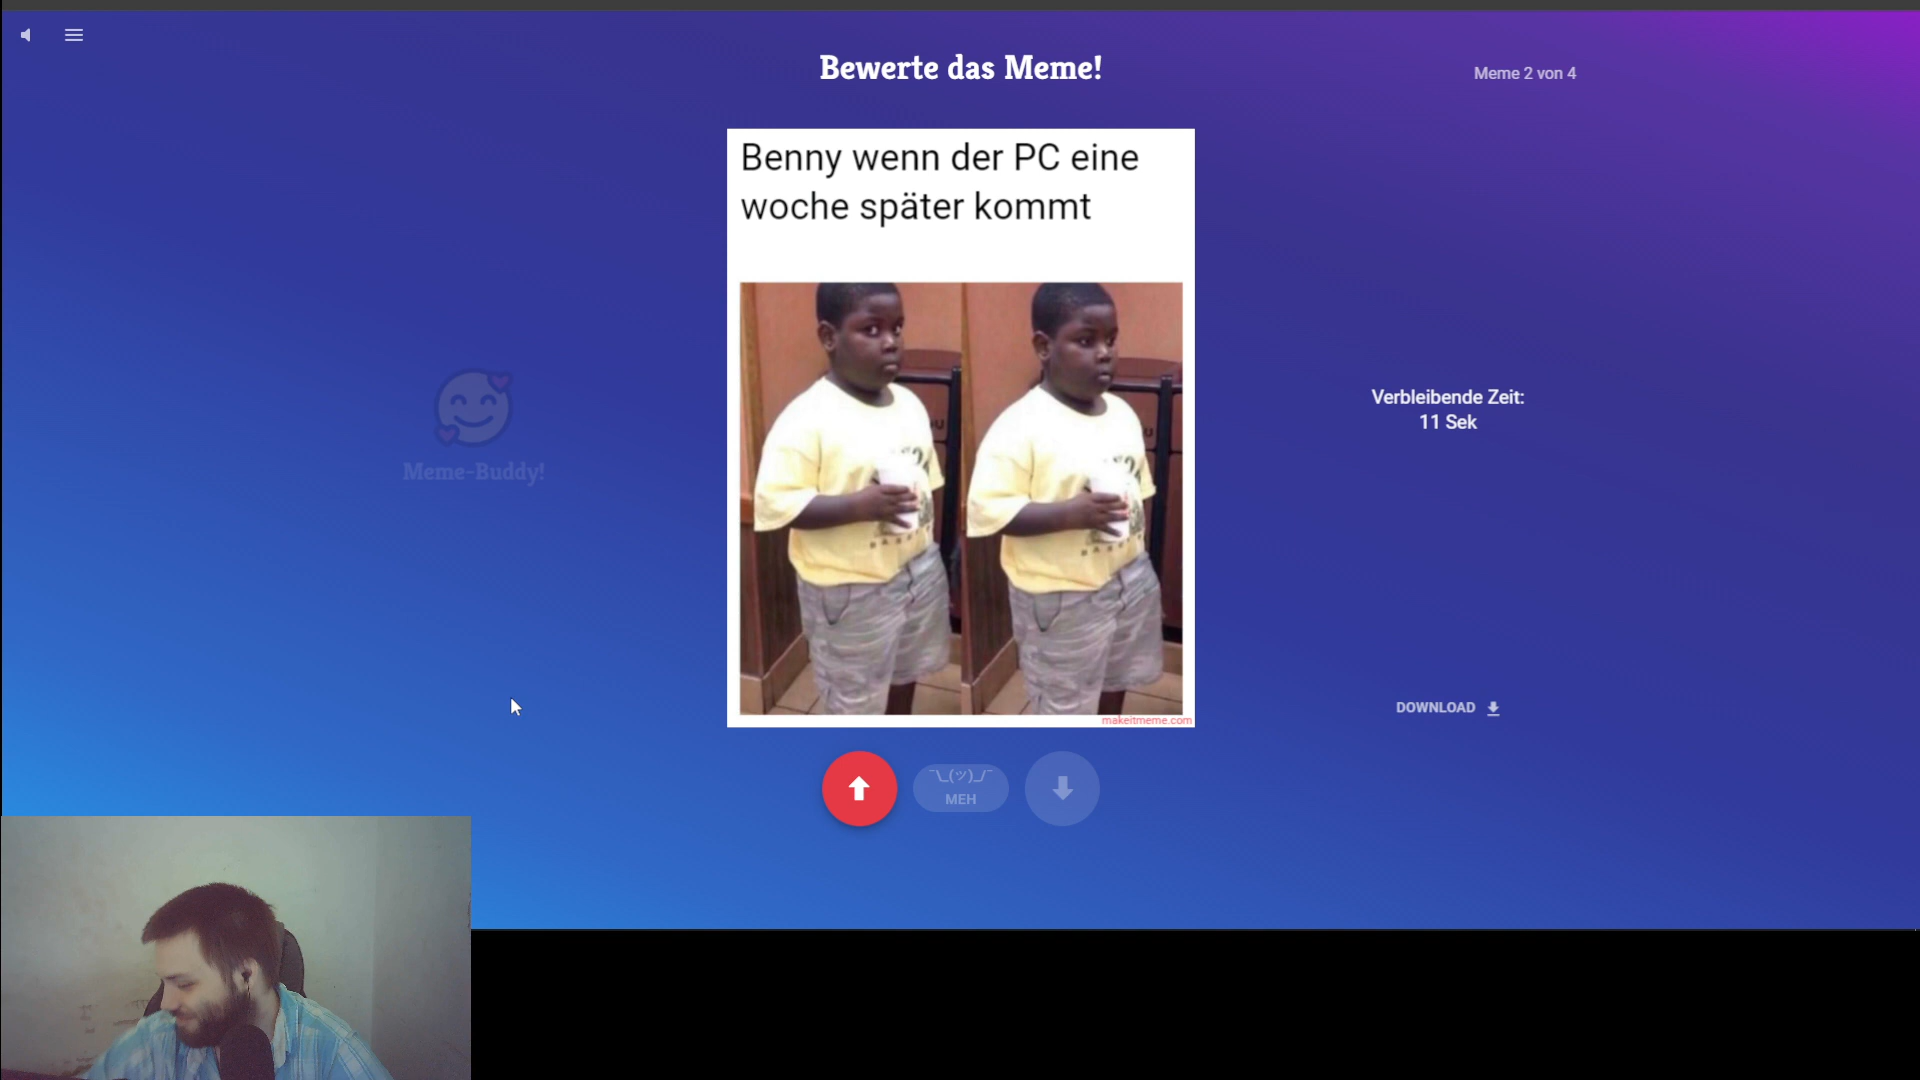 Bewerte das Meme!
Meme 2 von 4
Benny wenn der PC eine
woche später kommt
Meme-Buddy!
Verbleibende Zeit:
11 Sek
makeitmeme.com
DOWNLOAD
¯\_(ツ)_/¯
MEH